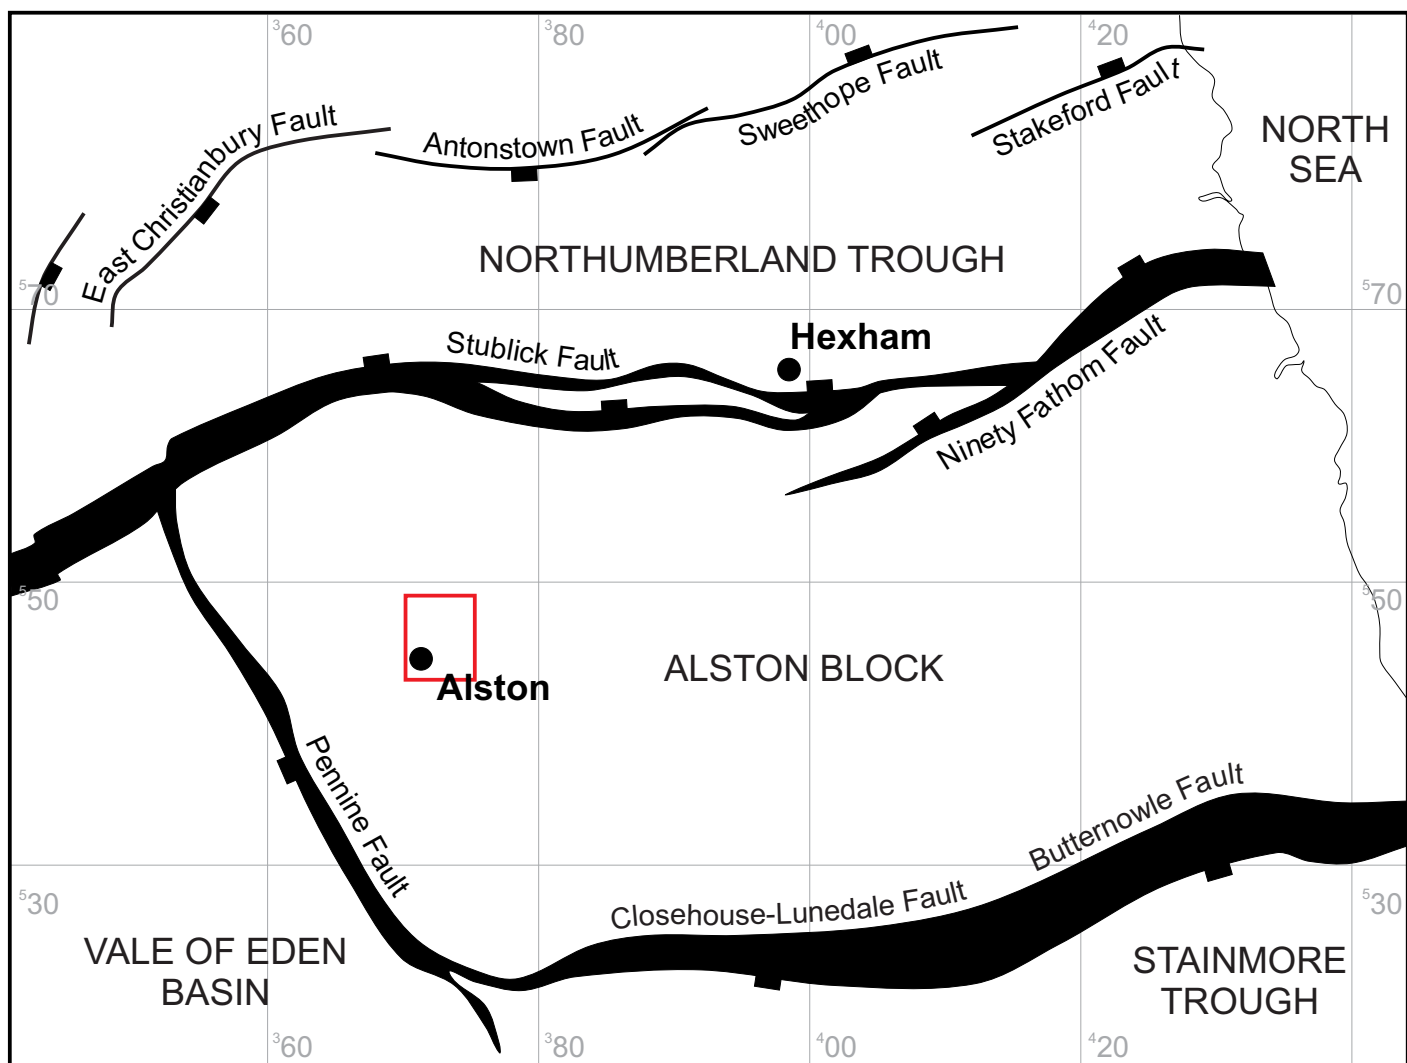 ³60
³80
⁴00
⁴20
East Christianbury Fault
Antonstown Fault
Sweethope Fault
Stakeford Fault
NORTH
SEA
NORTHUMBERLAND TROUGH
⁵70
⁵70
Stublick Fault
Hexham
Ninety Fathom Fault
⁵50
⁵50
Alston
ALSTON BLOCK
Pennine Fault
Butternowle Fault
Closehouse-Lunedale Fault
⁵30
⁵30
VALE OF EDEN
BASIN
STAINMORE
TROUGH
³60
³80
⁴00
⁴20